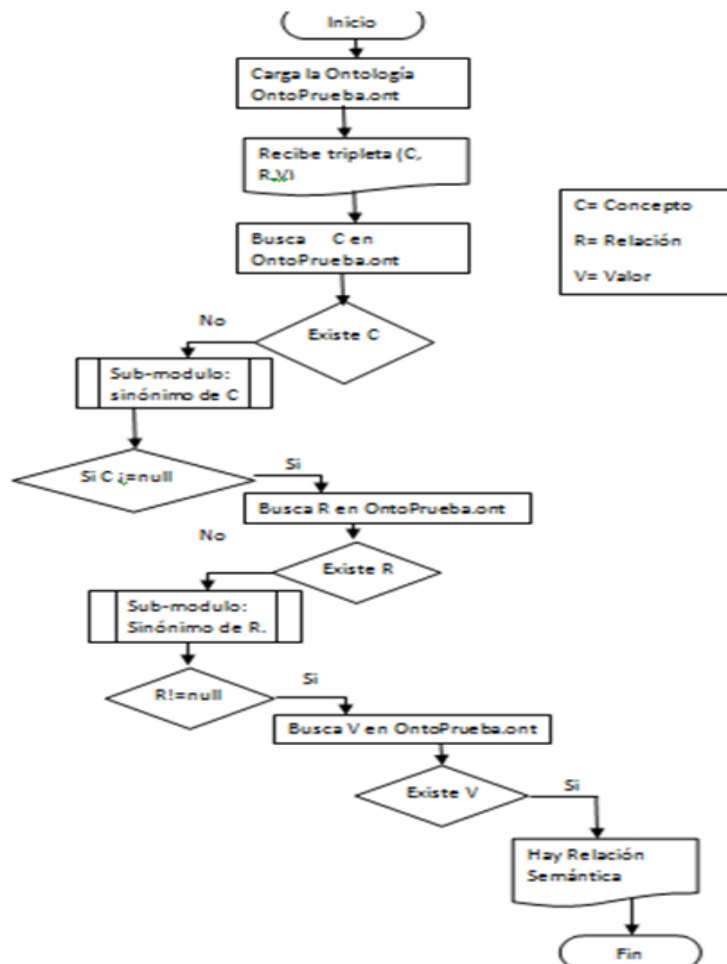 Inicio
Carga la Ontología
OntoPrueba.ont
Recibe tripleta (C,
R,V)
C= Concepto
R= Relación
V= Valor
Busca C en
OntoPrueba.ont
Existe C
No
Sub-modulo:
sinónimo de C
Si C ¡=null
Si
Busca R en OntoPrueba.ont
No
Existe R
Sub-modulo:
Sinónimo de R.
R!=null
Si
Busca V en OntoPrueba.ont
Existe V
Si
Hay Relación
Semántica
Fin